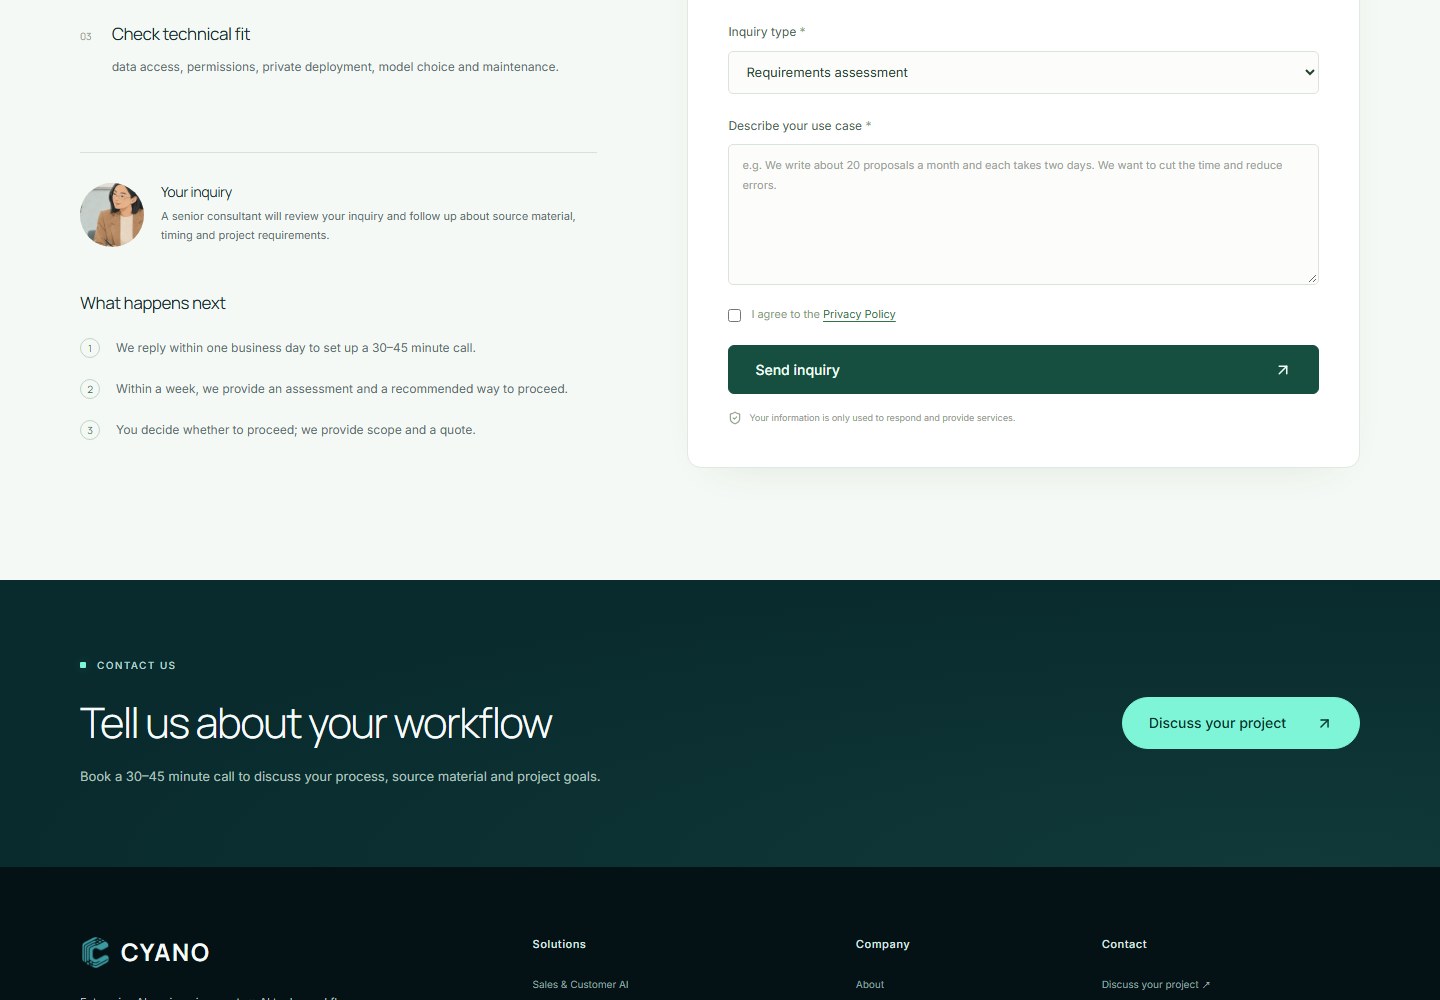 03 Check technical fit
data access, permissions, private deployment, model choice and maintenance.
Your inquiry
A senior consultant will review your inquiry and follow up about source material,
timing and project requirements.
What happens next
1 We reply within one business day to set up a 30–45 minute call.
2 Within a week, we provide an assessment and a recommended way to proceed.
3 You decide whether to proceed; we provide scope and a quote.
Inquiry type *
Requirements assessment
Describe your use case *
e.g. We write about 20 proposals a month and each takes two days. We want to cut the time and reduce
errors.
I agree to the Privacy Policy
Send inquiry
Your information is only used to respond and provide services.
CONTACT US
Tell us about your workflow
Book a 30–45 minute call to discuss your process, source material and project goals.
Discuss your project
CYANO
Solutions
Sales & Customer AI
Company
About
Contact
Discuss your project ↗